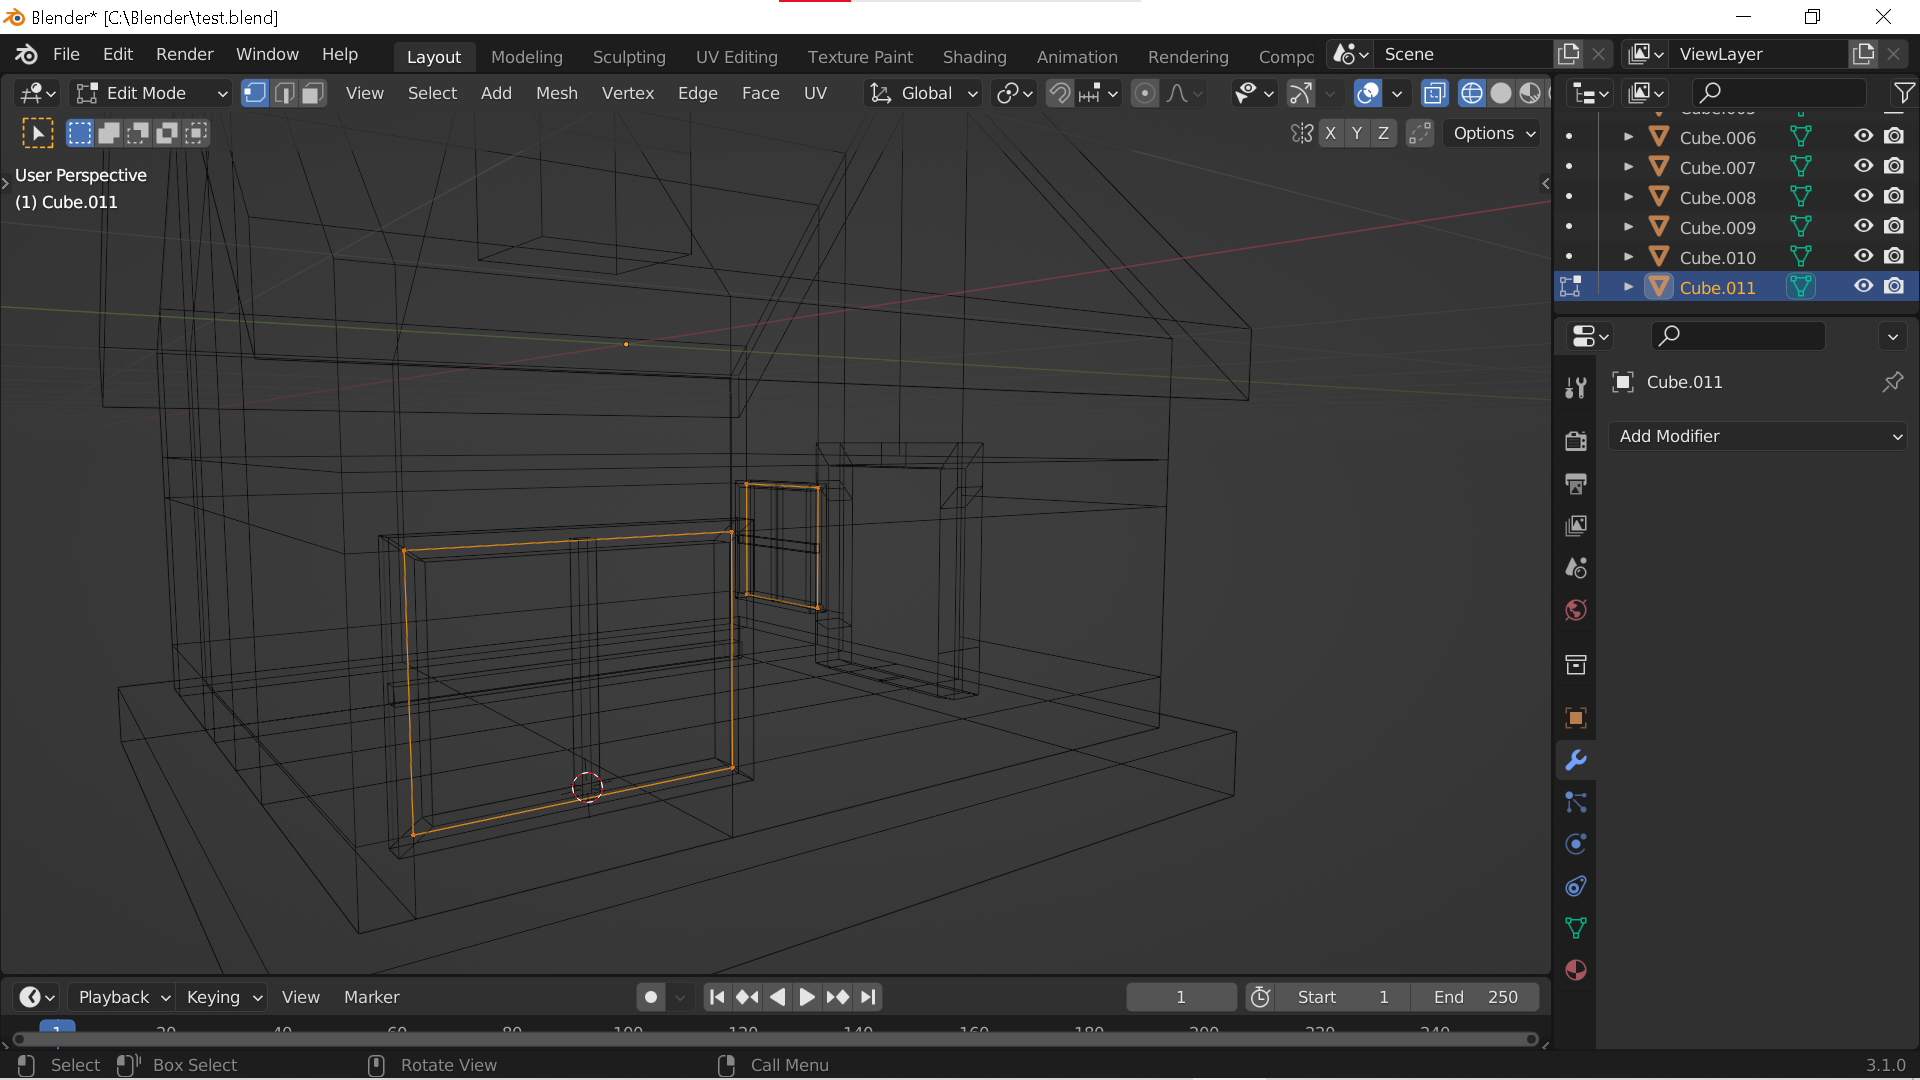 Blender* [C:\Blender\test.blend]
File Edit Render Window Help Layout Modeling Sculpting UV Editing Texture Paint Shading Animation Rendering Compo Scene ViewLayer
Edit Mode View Select Add Mesh Vertex Edge Face UV Global
X Y Z Options
User Perspective
(1) Cube.011
Cube.006
Cube.007
Cube.008
Cube.009
Cube.010
Cube.011
Cube.011
Add Modifier
Playback Keying View Marker 1 Start 1 End 250
1 20 40 60 80 100 120 140 160 180 200 220 240
Select Box Select Rotate View Call Menu 3.1.0